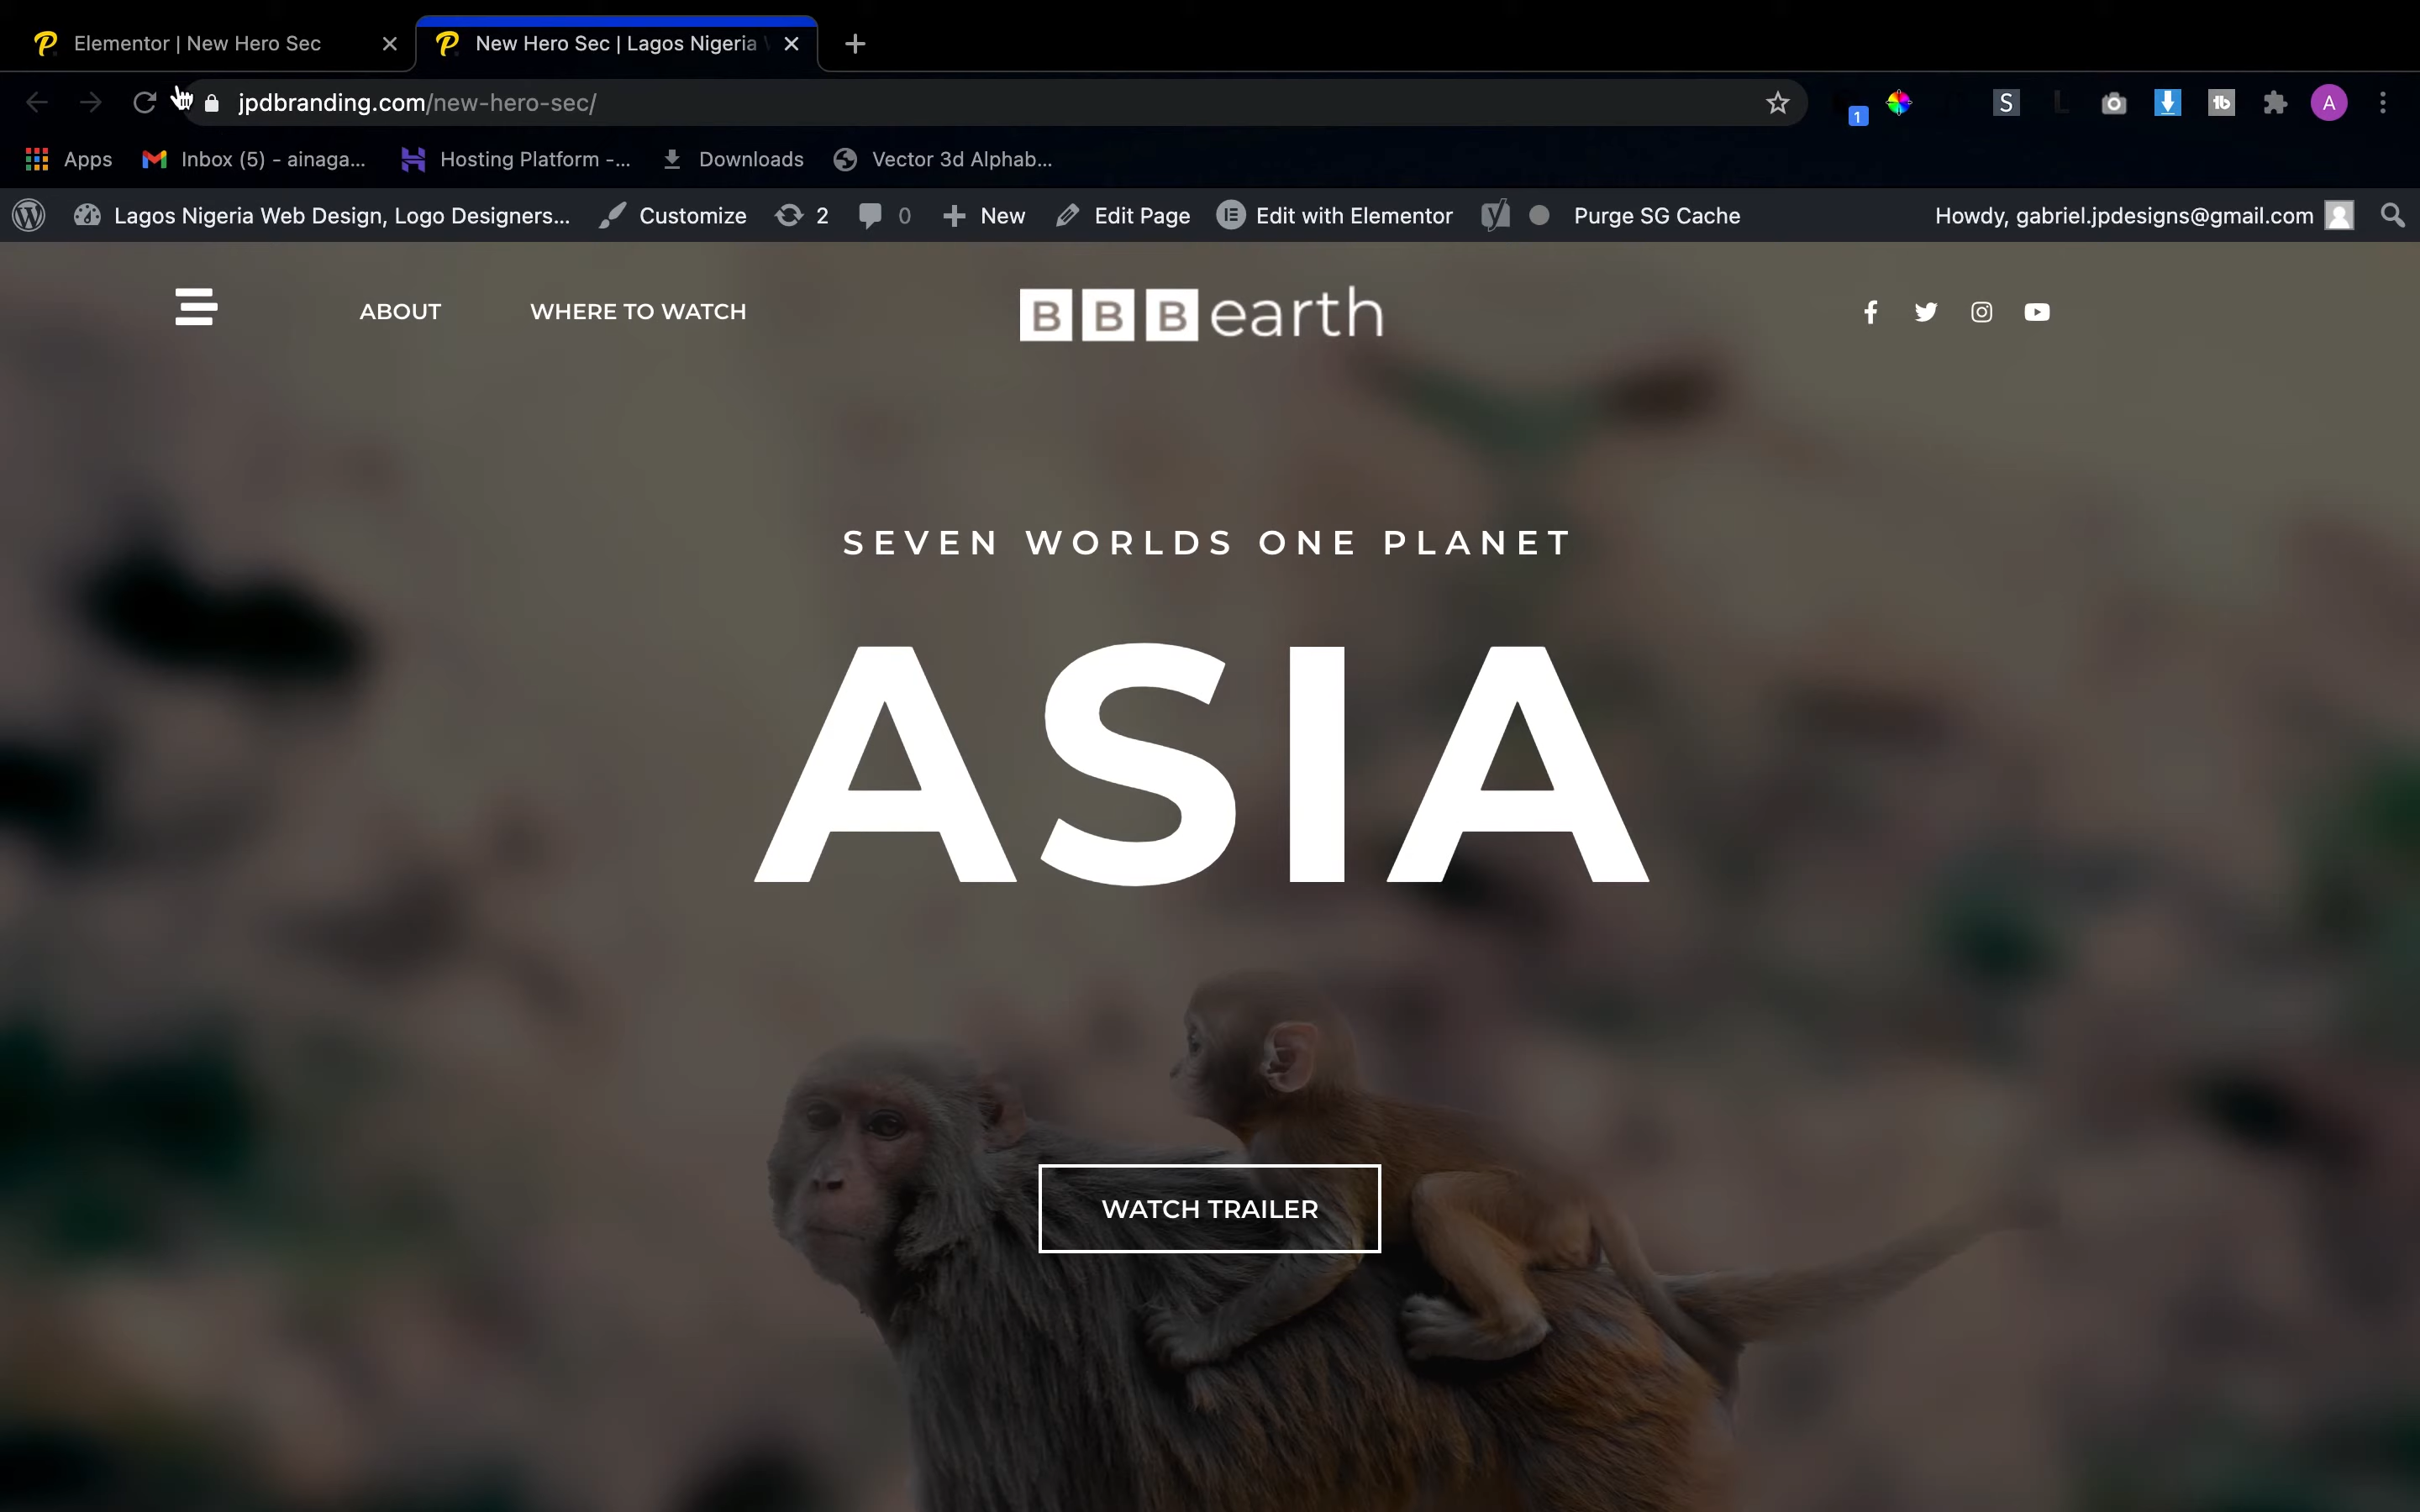 Elementor | New Hero Sec
New Hero Sec | Lagos Nigeria
jpdbranding.com/new-hero-sec/
1
S
L
A
Apps
Inbox (5) - ainaga...
Hosting Platform -...
Downloads
Vector 3d Alphab...
Lagos Nigeria Web Design, Logo Designers...
Customize
2
0
New
Edit Page
Edit with Elementor
Purge SG Cache
Howdy, gabriel.jpdesigns@gmail.com
ABOUT
WHERE TO WATCH
BBB earth
SEVEN WORLDS ONE PLANET
ASIA
WATCH TRAILER